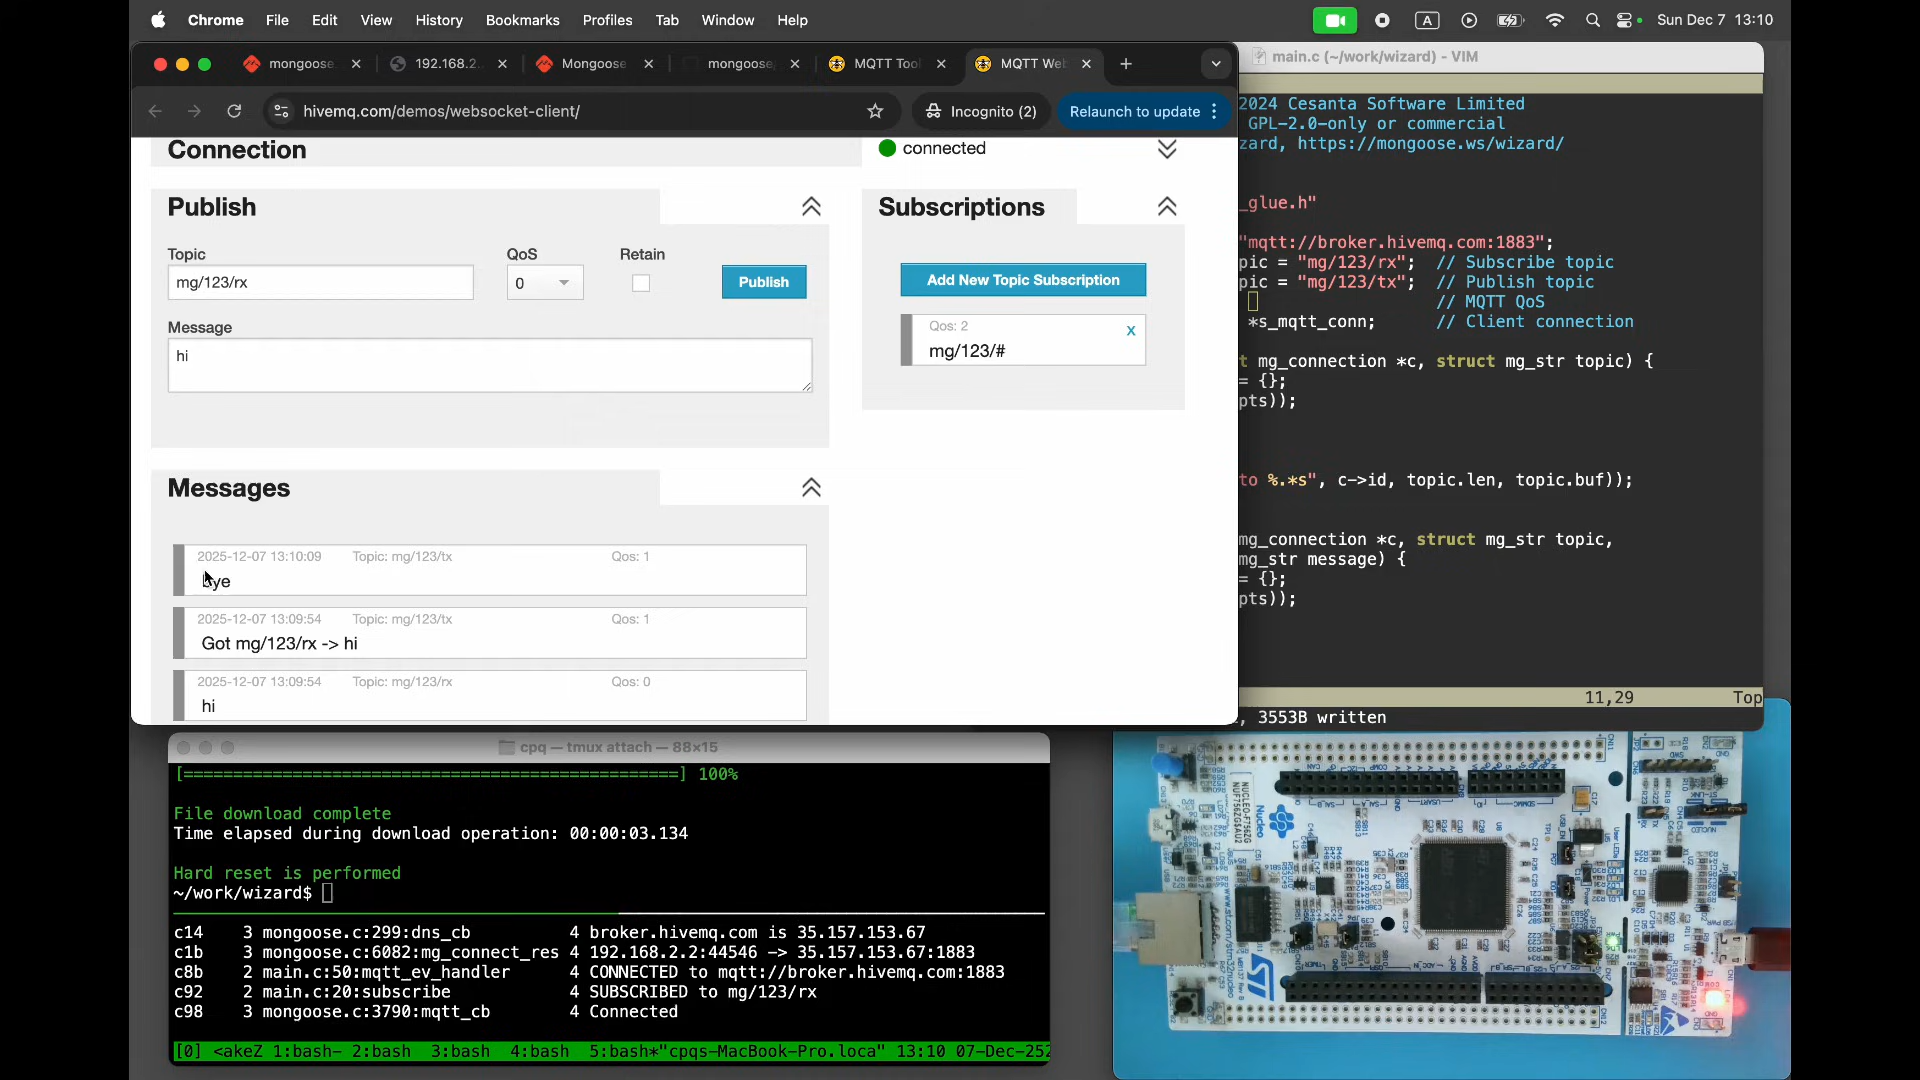 Chrome File Edit View History Bookmarks Profiles Tab Window Help
A
Sun Dec 7 13:10
mongoose
192.168.2.
Mongoose
mongoose
MQTT Tool
MQTT Web
hivemq.com/demos/websocket-client/
Incognito (2)
Relaunch to update
Connection
connected
Publish
Topic
QoS
Retain
mg/123/rx
0
Publish
Message
hi
Subscriptions
Add New Topic Subscription
Qos: 2
x
mg/123/#
Messages
2025-12-07 13:10:09 Topic: mg/123/tx Qos: 1
bye
2025-12-07 13:09:54 Topic: mg/123/tx Qos: 1
Got mg/123/rx -> hi
2025-12-07 13:09:54 Topic: mg/123/rx Qos: 0
hi
main.c (~/work/wizard) - VIM
2024 Cesanta Software Limited
GPL-2.0-only or commercial
zard, https://mongoose.ws/wizard/
_glue.h"
"mqtt://broker.hivemq.com:1883";
pic = "mg/123/rx"; // Subscribe topic
pic = "mg/123/tx"; // Publish topic
// MQTT QoS
*s_mqtt_conn; // Client connection
t mg_connection *c, struct mg_str topic) {
= {};
pts));
to %.*s", c->id, topic.len, topic.buf));
mg_connection *c, struct mg_str topic,
mg_str message) {
= {};
pts));
11,29 Top
, 3553B written
cpq — tmux attach — 88×15
[===============================================] 100%
File download complete
Time elapsed during download operation: 00:00:03.134
Hard reset is performed
~/work/wizard$
c14 3 mongoose.c:299:dns_cb 4 broker.hivemq.com is 35.157.153.67
c1b 3 mongoose.c:6082:mg_connect_res 4 192.168.2.2:44546 -> 35.157.153.67:1883
c8b 2 main.c:50:mqtt_ev_handler 4 CONNECTED to mqtt://broker.hivemq.com:1883
c92 2 main.c:20:subscribe 4 SUBSCRIBED to mg/123/rx
c98 3 mongoose.c:3790:mqtt_cb 4 Connected
[0] <akeZ 1:bash- 2:bash 3:bash 4:bash 5:bash*"cpqs-MacBook-Pro.loca" 13:10 07-Dec-252
Nucleo
ST